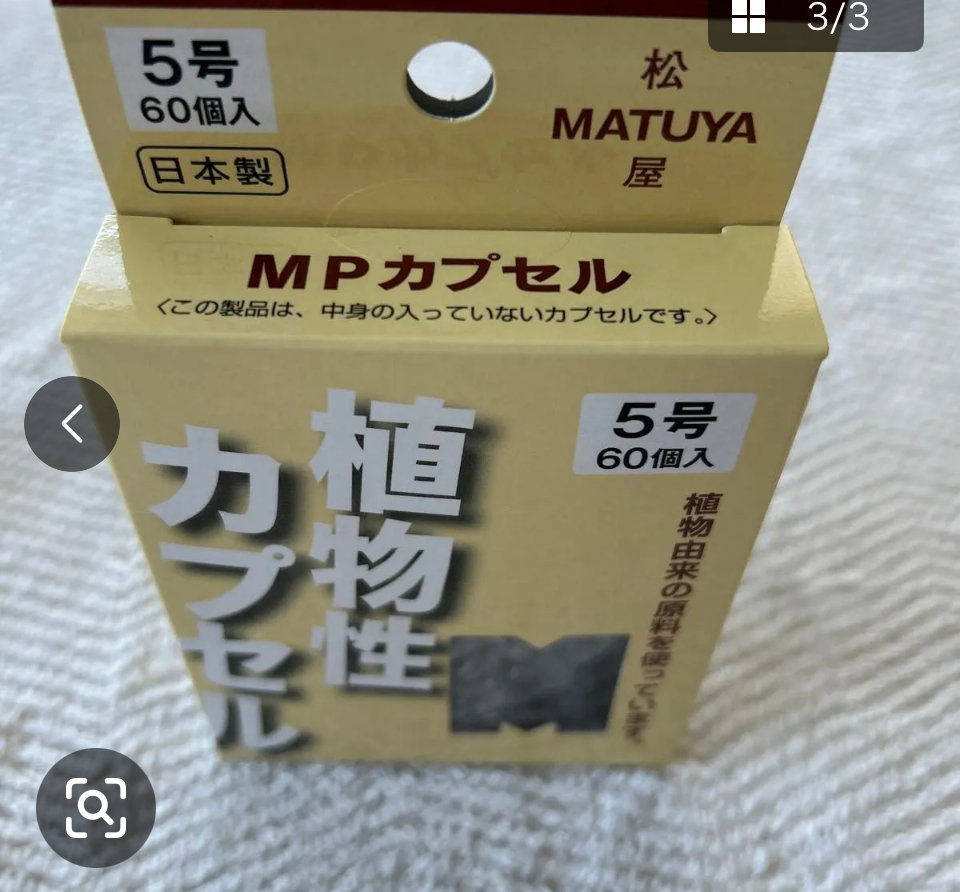 3/3
5号
60個入
日本製
松
MATUYA
屋
MPカプセル
〈この製品は、中身の入っていないカプセルです。〉
5号
60個入
植物由来の原料を使っています。
植物性
カプセル
M